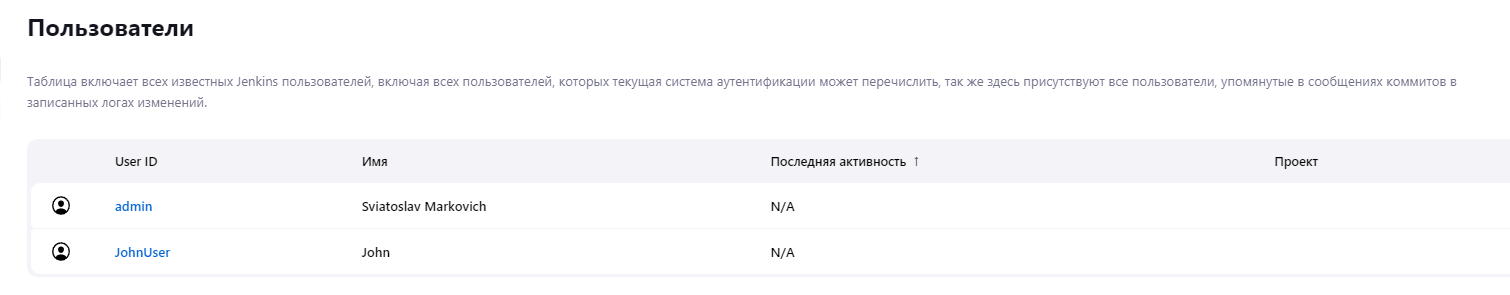 Пользователи
Таблица включает всех известных Jenkins пользователей, включая всех пользователей, которых текущая система аутентификации может перечислить, так же здесь присутствуют все пользователи, упомянутые в сообщениях коммитов в
записанных логах изменений.
User ID Имя Последняя активность ↑ Проект
admin Sviatoslav Markovich N/A
JohnUser John N/A